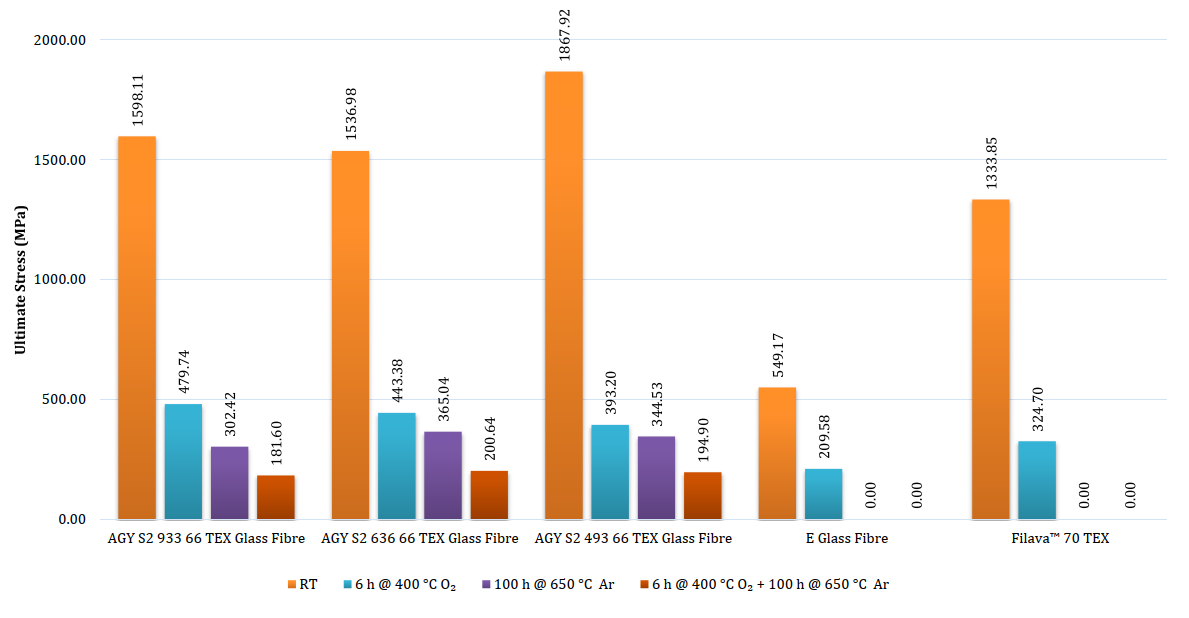 Ultimate Stress (MPa)
2000.00
1500.00
1000.00
500.00
0.00
1598.11
479.74
302.42
181.60
1536.98
443.38
365.04
200.64
1867.92
393.20
344.53
194.90
549.17
209.58
0.00
0.00
1333.85
324.70
0.00
0.00
AGY S2 933 66 TEX Glass Fibre
AGY S2 636 66 TEX Glass Fibre
AGY S2 493 66 TEX Glass Fibre
E Glass Fibre
Filava™ 70 TEX
RT
6 h @ 400 °C O₂
100 h @ 650 °C Ar
6 h @ 400 °C O₂ + 100 h @ 650 °C Ar